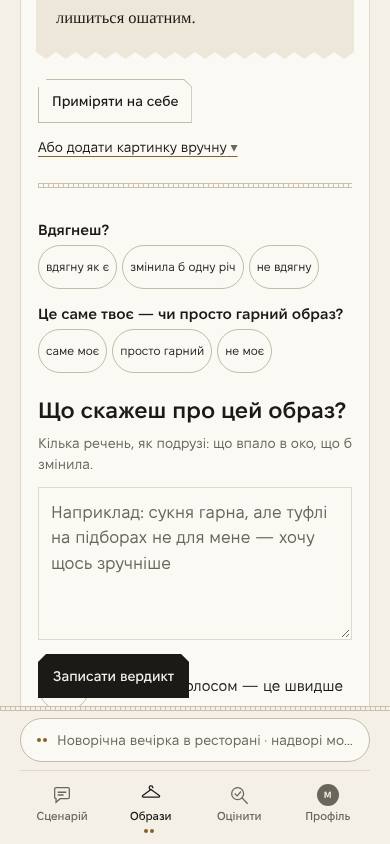 лишиться ошатним.
Приміряти на себе
Або додати картинку вручну ▾
Вдягнеш?
вдягну як є
змінила б одну річ
не вдягну
Це саме твоє — чи просто гарний образ?
саме моє
просто гарний
не моє
Що скажеш про цей образ?
Кілька речень, як подрузі: що впало в око, що б
змінила.
Наприклад: сукня гарна, але туфлі
на підборах не для мене — хочу
щось зручніше
Записати вердикт
олосом — це швидше
Новорічна вечірка в ресторані · надворі мо...
Сценарій
Образи
Оцінити
М
Профіль